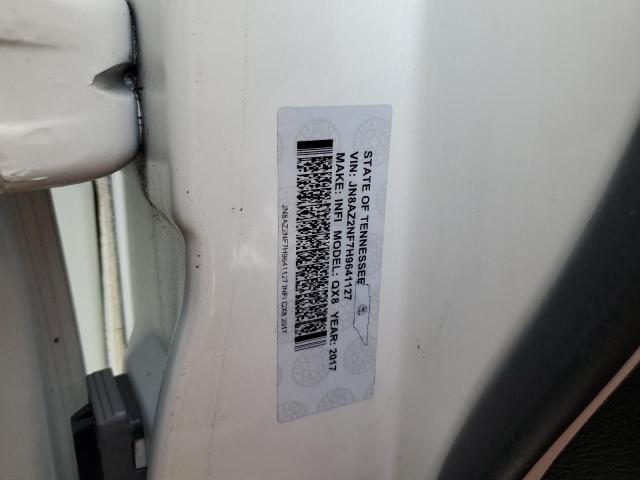 STATE OF TENNESSEE
VIN: JN8AZ2NF7H9641127
MAKE: INFI MODEL: QX8 YEAR: 2017
JN8AZ2NF7H9641127 INFI QX8 2017